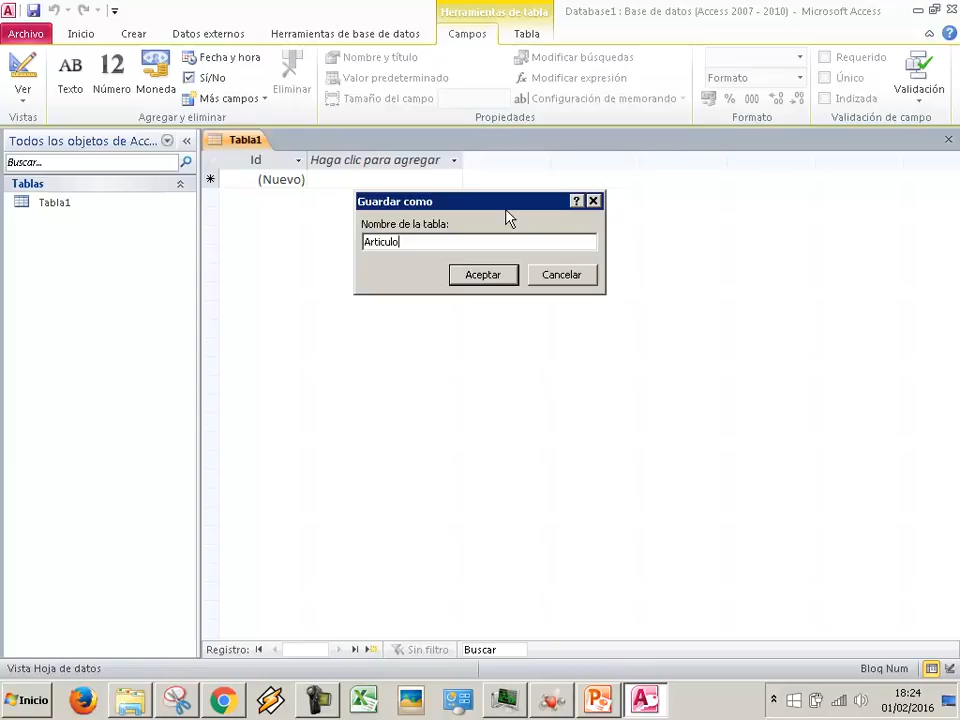 Herramientas de tabla
Database1 : Base de datos (Access 2007 - 2010) - Microsoft Access
Archivo
Inicio
Crear
Datos externos
Herramientas de base de datos
Campos
Tabla
Ver
Vistas
AB
Texto
12
Número
Moneda
Fecha y hora
Sí/No
Más campos
Eliminar
Agregar y eliminar
Nombre y título
Valor predeterminado
Tamaño del campo
Modificar búsquedas
fx Modificar expresión
ab Configuración de memorando
Propiedades
Formato
% 000
Formato
Requerido
Único
Indizada
Validación
Validación de campo
Todos los objetos de Acc...
Buscar...
Tablas
Tabla1
Tabla1
Id
Haga clic para agregar
(Nuevo)
Guardar como
Nombre de la tabla:
Articulo
Aceptar
Cancelar
Registro:
Sin filtro
Buscar
Vista Hoja de datos
Bloq Num
Inicio
18:24
01/02/2016